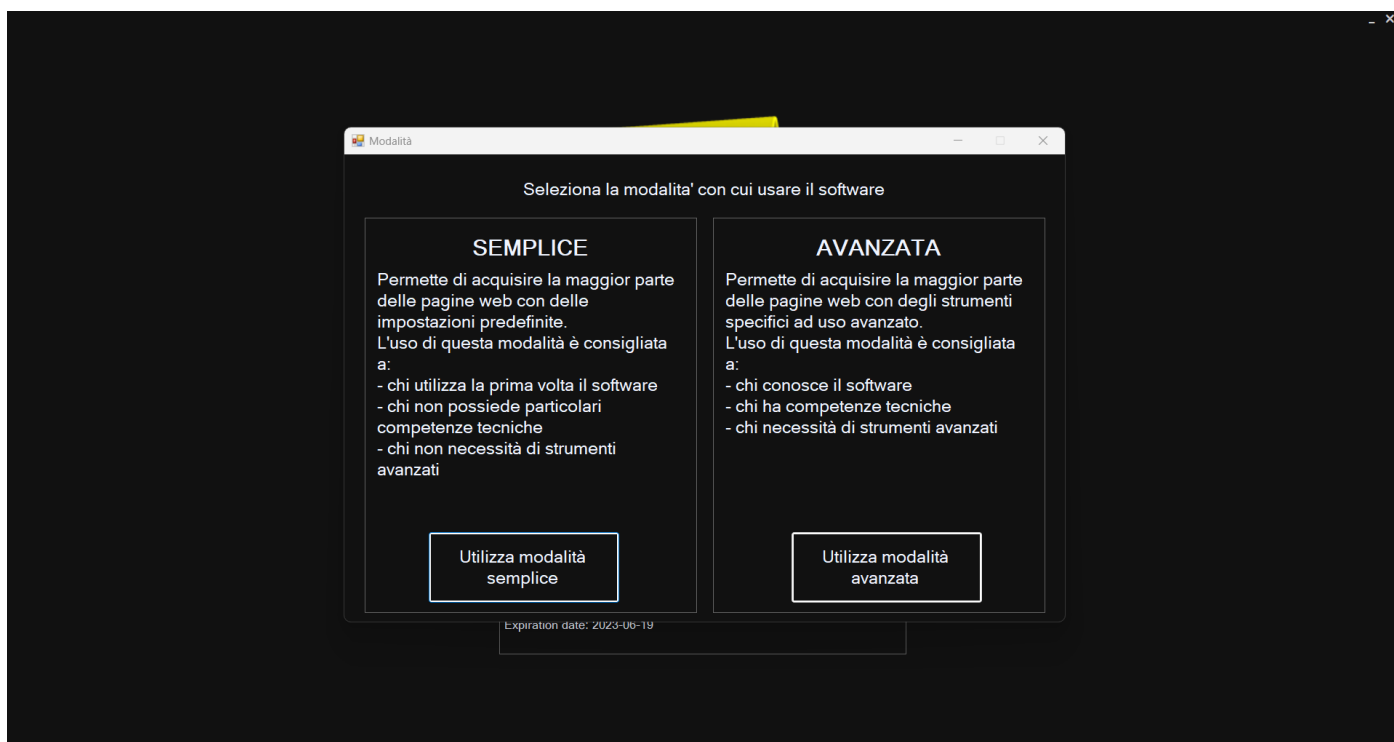 Modalità
Seleziona la modalita' con cui usare il software
SEMPLICE
Permette di acquisire la maggior parte
delle pagine web con delle
impostazioni predefinite.
L'uso di questa modalità è consigliata
a:
- chi utilizza la prima volta il software
- chi non possiede particolari
competenze tecniche
- chi non necessità di strumenti
avanzati
Utilizza modalità
semplice
AVANZATA
Permette di acquisire la maggior parte
delle pagine web con degli strumenti
specifici ad uso avanzato.
L'uso di questa modalità è consigliata
a:
- chi conosce il software
- chi ha competenze tecniche
- chi necessità di strumenti avanzati
Utilizza modalità
avanzata
Expiration date: 2023-06-19